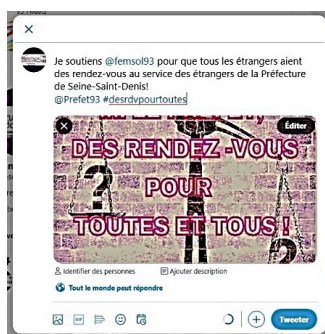 Je soutiens @femsol93 pour que tous les étrangers aient
des rendez-vous au service des étrangers de la Préfecture
de Seine-Saint-Denis!
@Prefet93 #desrdvpourtoutes
Éditer
DES RENDEZ-VOUS
POUR
TOUTES ET TOUS !
Identifier des personnes
Ajouter description
Tout le monde peut répondre
GIF
Tweeter